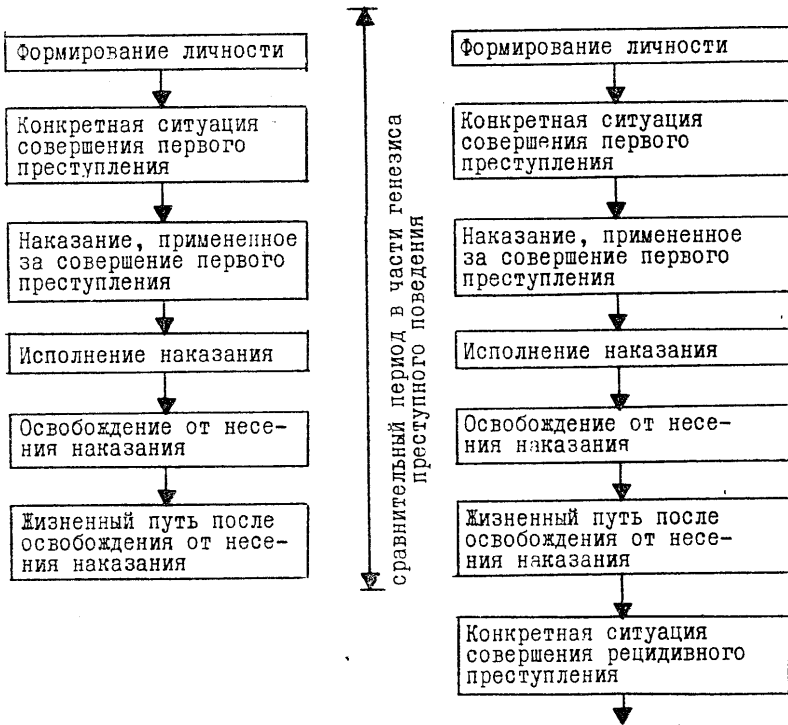 Формирование личности
Конкретная ситуация
совершения первого
преступления
Наказание, примененное
за совершение первого
преступления
Исполнение наказания
Освобождение от несе-
ния наказания
Жизненный путь после
освобождения от несе-
ния наказания
сравнительный период в части генезиса
преступного поведения
Формирование личности
Конкретная ситуация
совершения первого
преступления
Наказание, примененное
за совершение первого
преступления
Исполнение наказания
Освобождение от несе-
ния наказания
Жизненный путь после
освобождения от несе-
ния наказания
Конкретная ситуация
совершения рецидивного
преступления